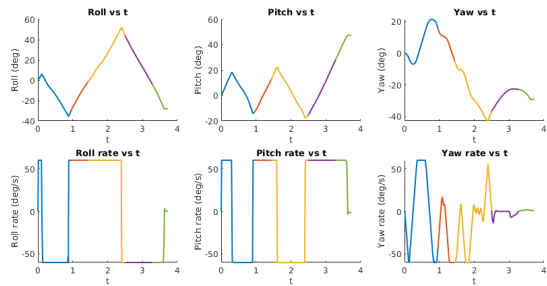 Roll vs t
60
40
20
0
-20
-40
Roll (deg)
0 1 2 3 4
t
Pitch vs t
60
40
20
0
-20
Pitch (deg)
0 1 2 3 4
t
Yaw vs t
20
0
-20
-40
Yaw (deg)
0 1 2 3 4
t
Roll rate vs t
50
0
-50
Roll rate (deg/s)
0 1 2 3 4
t
Pitch rate vs t
50
0
-50
Pitch rate (deg/s)
0 1 2 3 4
t
Yaw rate vs t
50
0
-50
Yaw rate (deg/s)
0 1 2 3 4
t